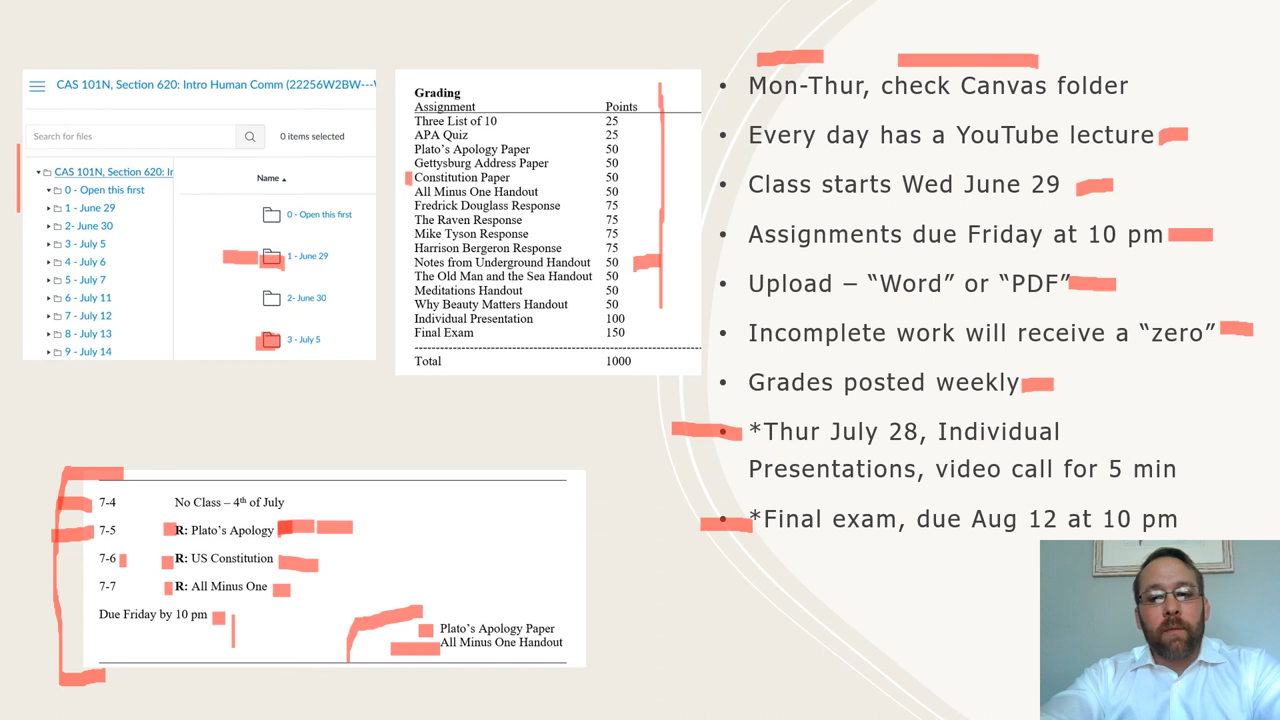 CAS 101N, Section 620: Intro Human Comm (22256W2BW---
Search for files
0 items selected
CAS 101N, Section 620: Ir
0 - Open this first
1 - June 29
2- June 30
3 - July 5
4 - July 6
5 - July 7
6 - July 11
7 - July 12
8 - July 13
9 - July 14
Name
0 - Open this first
1 - June 29
2- June 30
3 - July 5
Grading
Assignment Points
Three List of 10 25
APA Quiz 25
Plato's Apology Paper 50
Gettysburg Address Paper 50
Constitution Paper 50
All Minus One Handout 50
Fredrick Douglass Response 75
The Raven Response 75
Mike Tyson Response 75
Harrison Bergeron Response 75
Notes from Underground Handout 50
The Old Man and the Sea Handout 50
Meditations Handout 50
Why Beauty Matters Handout 50
Individual Presentation 100
Final Exam 150
Total 1000
• Mon-Thur, check Canvas folder
• Every day has a YouTube lecture
• Class starts Wed June 29
• Assignments due Friday at 10 pm
• Upload – “Word” or “PDF”
• Incomplete work will receive a “zero”
• Grades posted weekly
• *Thur July 28, Individual
Presentations, video call for 5 min
• *Final exam, due Aug 12 at 10 pm
7-4 No Class – 4th of July
7-5 R: Plato's Apology
7-6 R: US Constitution
7-7 R: All Minus One
Due Friday by 10 pm
Plato's Apology Paper
All Minus One Handout